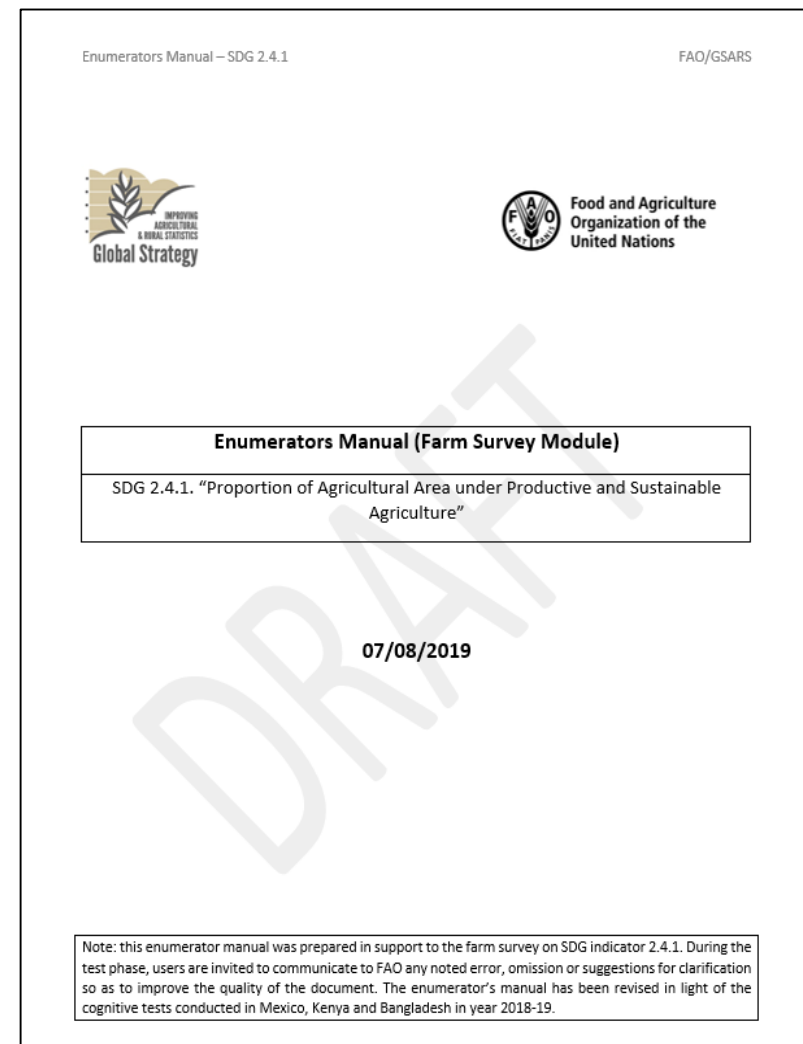 Enumerators Manual – SDG 2.4.1 FAO/GSARS
IMPROVING
AGRICULTURAL
& RURAL STATISTICS
Global Strategy
F A O
FIAT PANIS
Food and Agriculture
Organization of the
United Nations
Enumerators Manual (Farm Survey Module)
SDG 2.4.1. “Proportion of Agricultural Area under Productive and Sustainable
Agriculture”
DRAFT
07/08/2019
Note: this enumerator manual was prepared in support to the farm survey on SDG indicator 2.4.1. During the
test phase, users are invited to communicate to FAO any noted error, omission or suggestions for clarification
so as to improve the quality of the document. The enumerator’s manual has been revised in light of the
cognitive tests conducted in Mexico, Kenya and Bangladesh in year 2018-19.